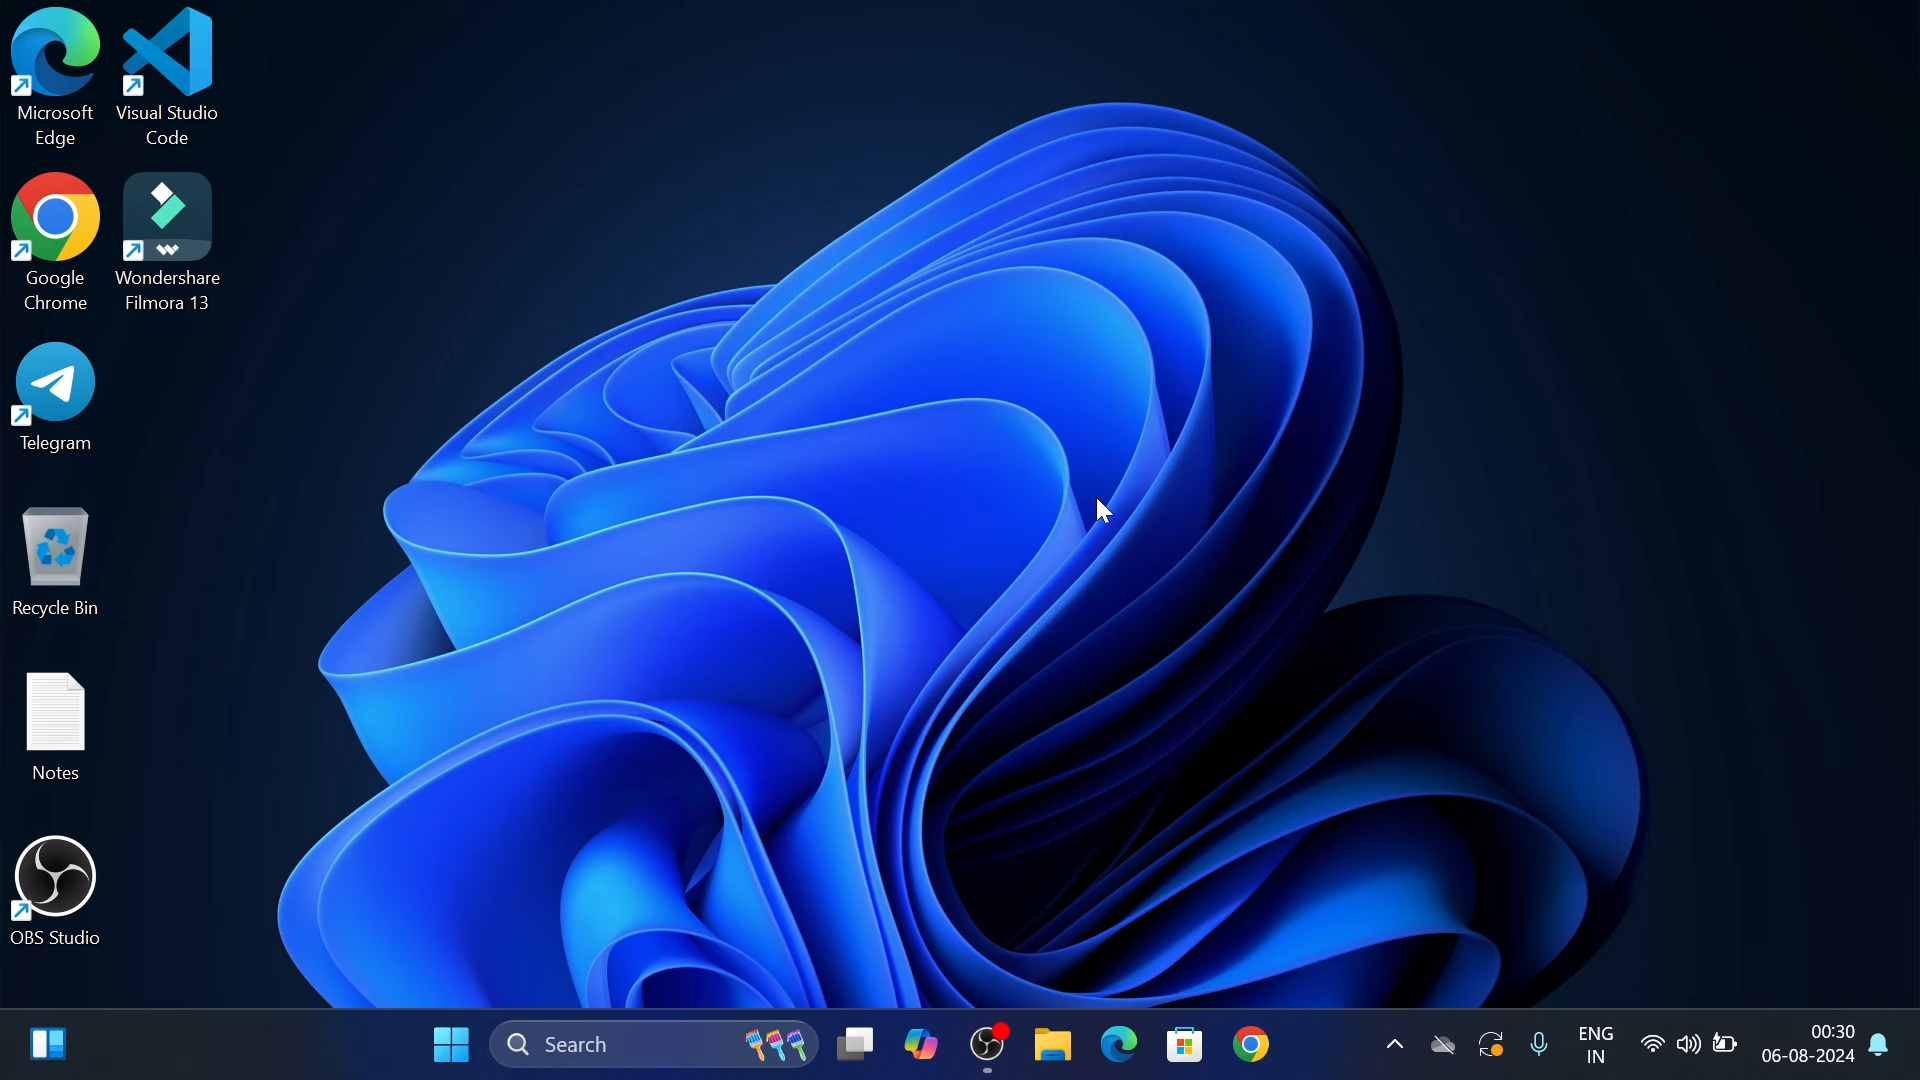 Microsoft
Edge
Visual Studio
Code
Google
Chrome
Wondershare
Filmora 13
Telegram
Recycle Bin
Notes
OBS Studio
Search
ENG
IN
00:30
06-08-2024